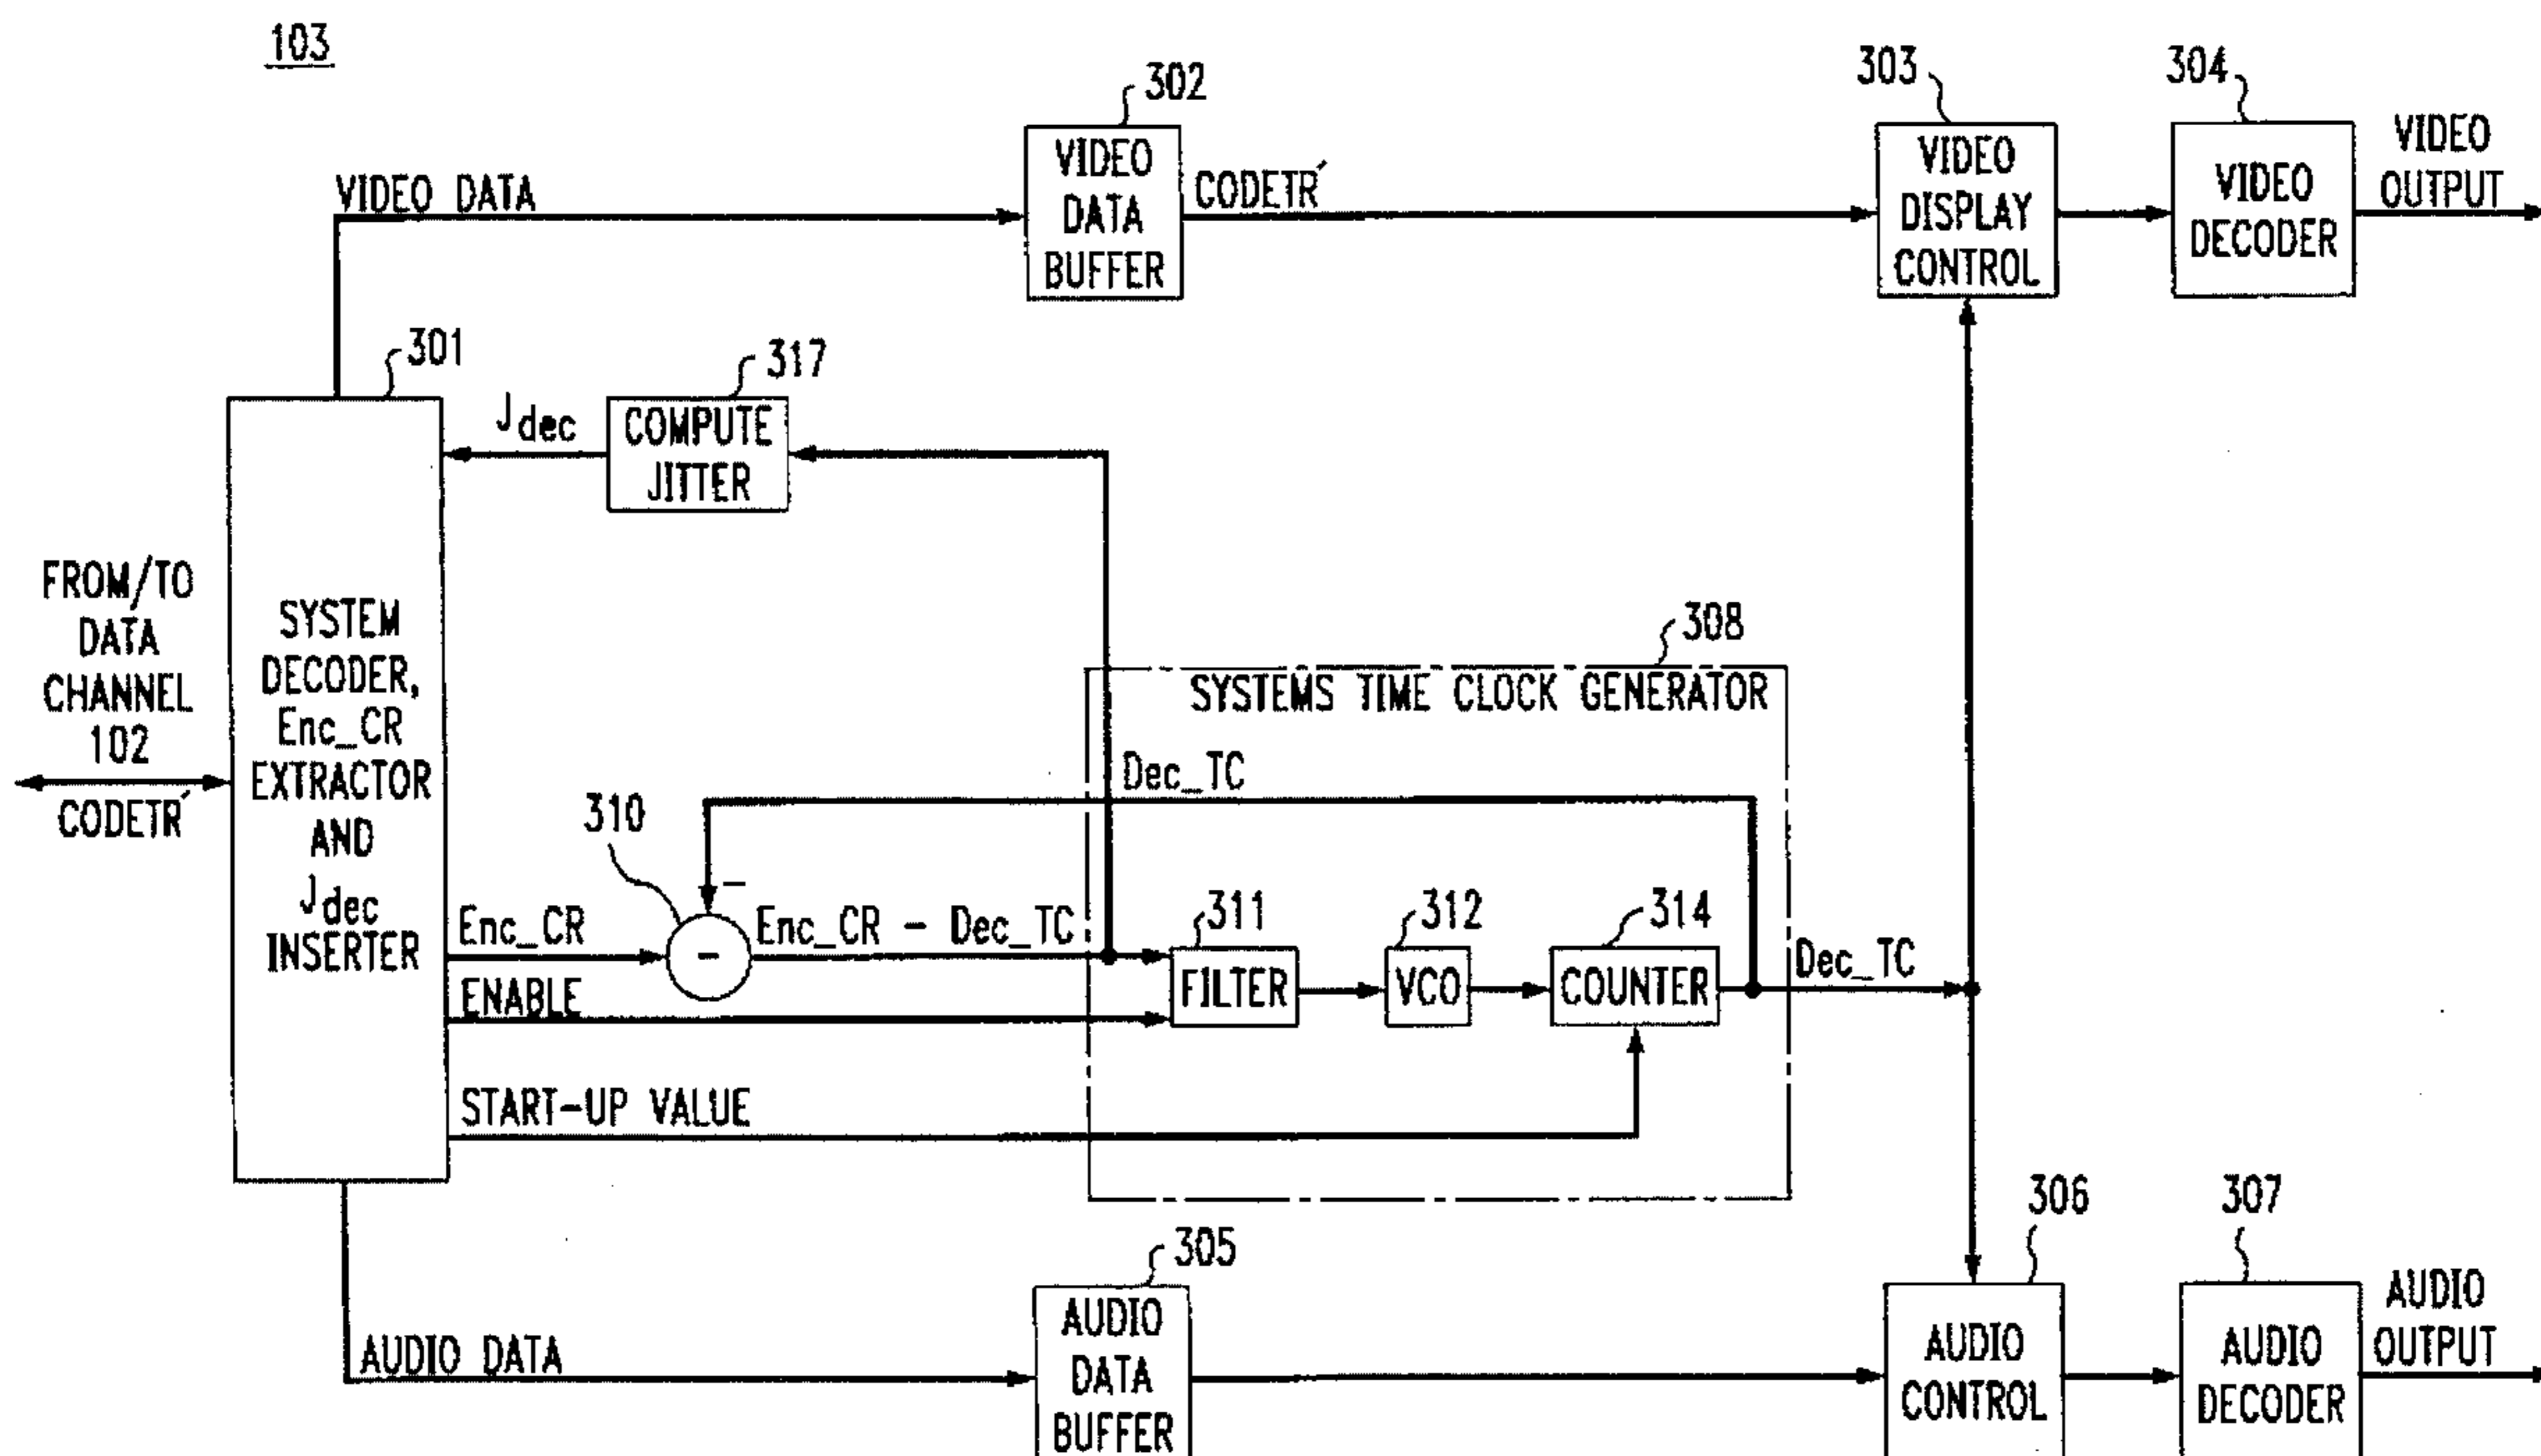 103
302
303
304
VIDEO DATA
VIDEO
DATA
BUFFER
CODETR′
VIDEO
DISPLAY
CONTROL
VIDEO
DECODER
VIDEO
OUTPUT
301
317
Jdec
COMPUTE
JITTER
FROM/TO
DATA
CHANNEL
102
CODETR′
SYSTEM
DECODER,
Enc_CR
EXTRACTOR
AND
Jdec
INSERTER
308
SYSTEMS TIME CLOCK GENERATOR
Dec_TC
310
–
-
Enc_CR
Enc_CR – Dec_TC
311
FILTER
312
VCO
314
COUNTER
Dec_TC
ENABLE
START-UP VALUE
305
306
307
AUDIO DATA
AUDIO
DATA
BUFFER
AUDIO
CONTROL
AUDIO
DECODER
AUDIO
OUTPUT